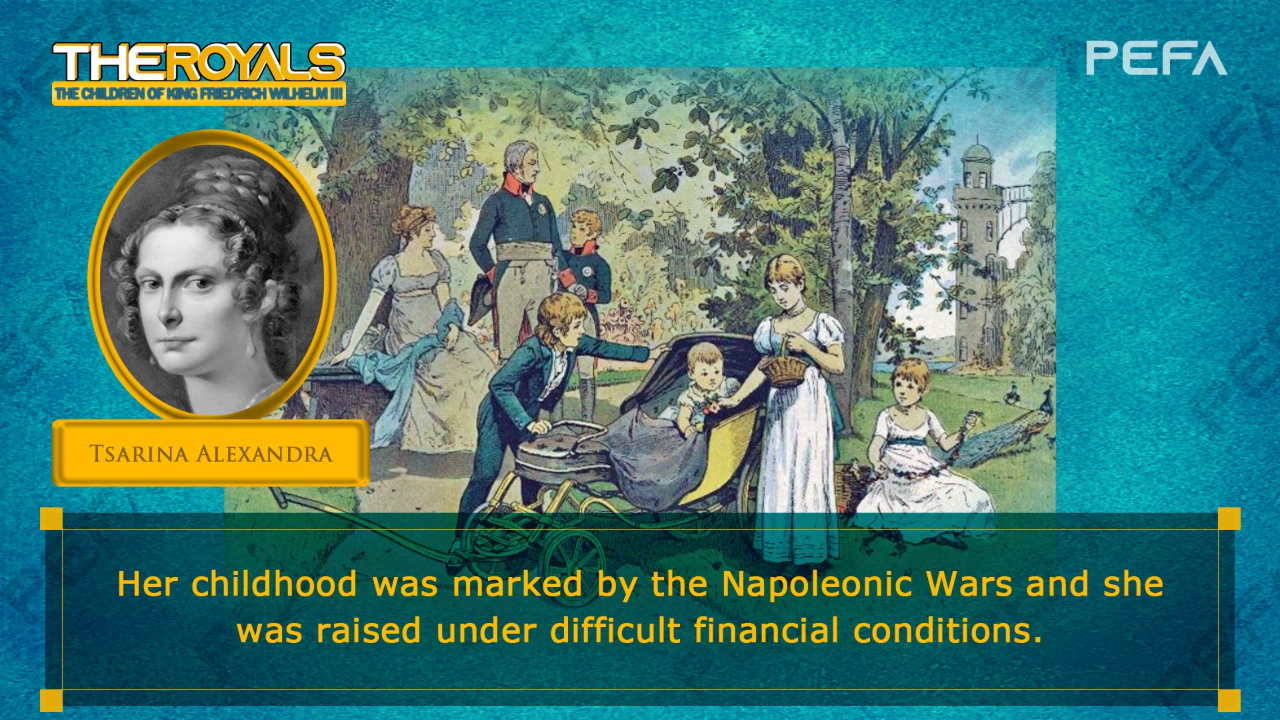 THEROYALS
THE CHILDREN OF KING FRIEDRICH WILHELM III
PEFA
Tsarina Alexandra
Her childhood was marked by the Napoleonic Wars and she
was raised under difficult financial conditions.